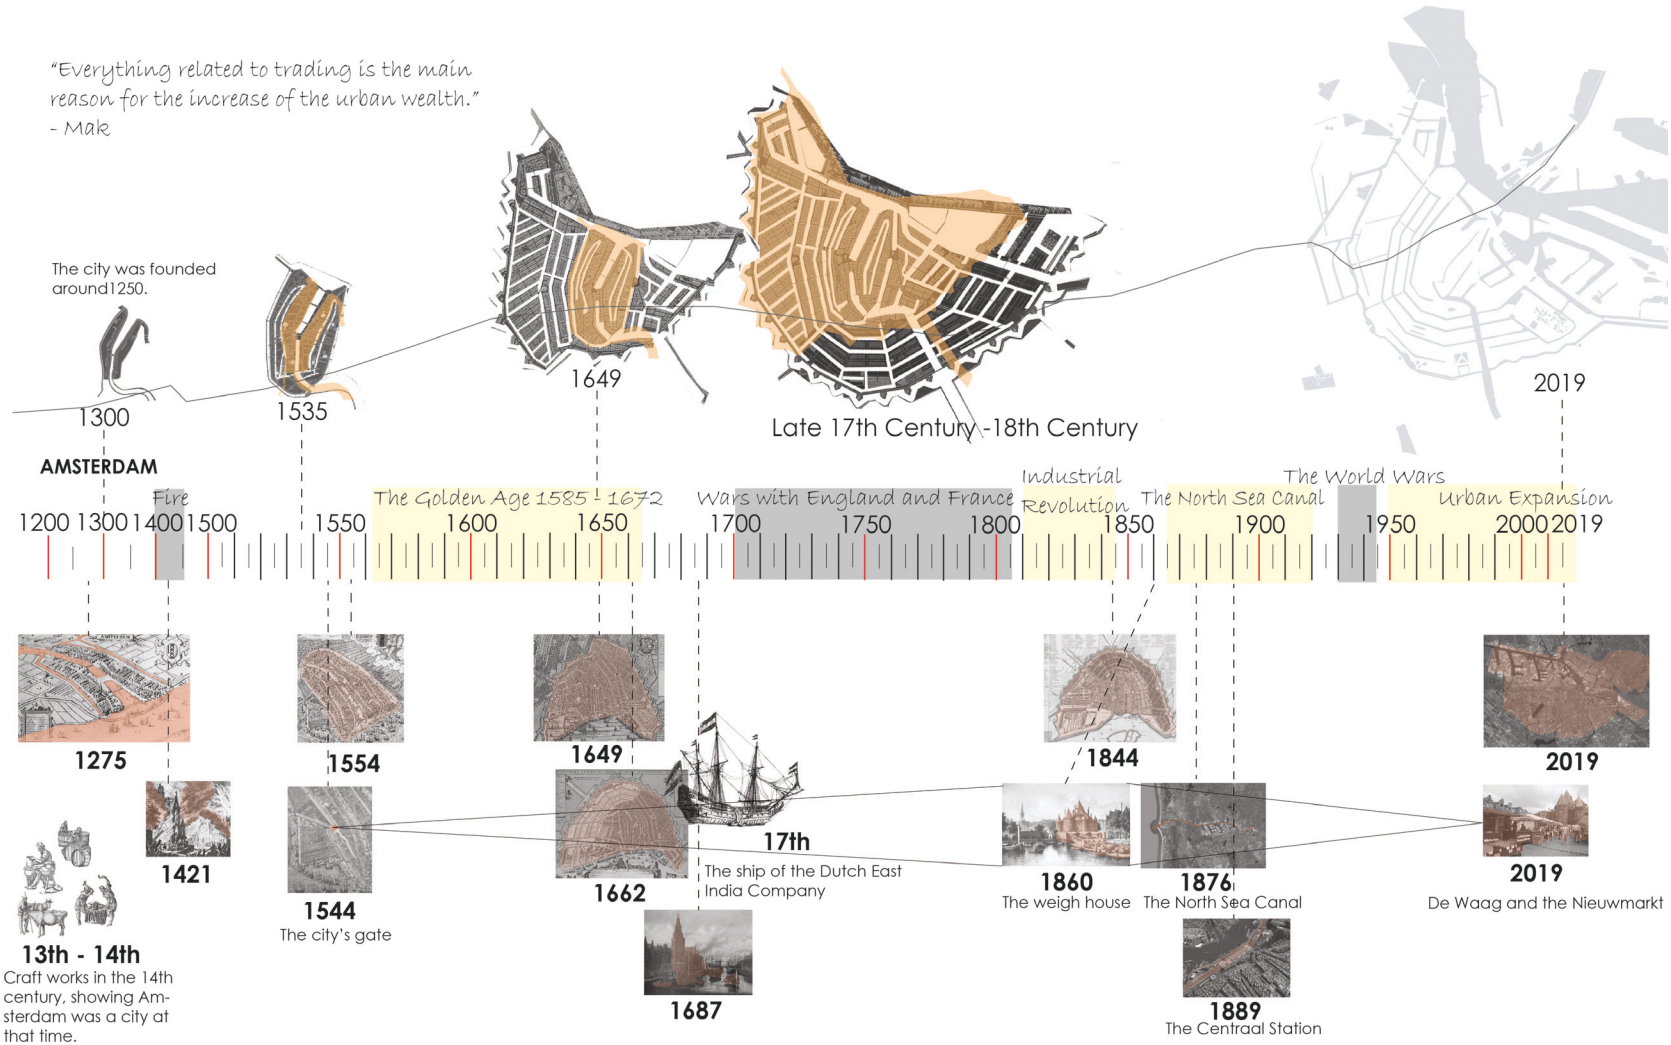 “Everything related to trading is the main
reason for the increase of the urban wealth.”
- Mak
The city was founded
around1250.
1300
1535
1649
Late 17th Century -18th Century
2019
AMSTERDAM
Fire
The Golden Age 1585 - 1672
Wars with England and France
Industrial
Revolution
The North Sea Canal
The World Wars
Urban Expansion
1200 1300 1400 1500 1550 1600 1650 1700 1750 1800 1850 1900 1950 2000 2019
1275
1554
1649
1844
2019
1421
1544
The city’s gate
1662
17th
The ship of the Dutch East
India Company
1860
The weigh house
1876
The North Sea Canal
2019
De Waag and the Nieuwmarkt
13th - 14th
Craft works in the 14th
century, showing Am-
sterdam was a city at
that time.
1687
1889
The Centraal Station